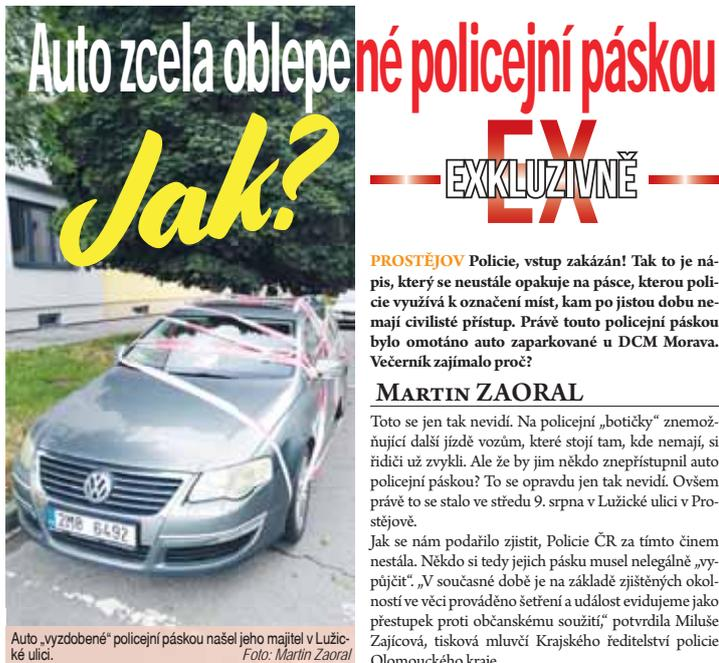 Auto zcela oblepené policejní páskou
Jak?
EX
EXKLUZIVNĚ
PROSTĚJOV Policie, vstup zakázán! Tak to je ná-
pis, který se neustále opakuje na pásce, kterou poli-
cie využívá k označení míst, kam po jistou dobu ne-
mají civilisté přístup. Právě touto policejní páskou
bylo omotáno auto zaparkované u DCM Morava.
Večerník zajímalo proč?
Martin ZAORAL
Toto se jen tak nevidí. Na policejní „botičky“ znemož-
ňující další jízdě vozům, které stojí tam, kde nemají, si
řidiči už zvykli. Ale že by jim někdo znepřístupnil auto
policejní páskou? To se opravdu jen tak nevidí. Ovšem
právě to se stalo ve středu 9. srpna v Lužické ulici v Pro-
stějově.
Jak se nám podařilo zjistit, Policie ČR za tímto činem
nestála. Někdo si tedy jejich pásku musel nelegálně „vy-
půjčit“. „V současné době je na základě zjištěných okol-
ností ve věci prováděno šetření a událost evidujeme jako
přestupek proti občanskému soužití,“ potvrdila Miluše
Zajícová, tisková mluvčí Krajského ředitelství policie
Olomouckého kraje
2M8 6492
Auto „vyzdobené“ policejní páskou našel jeho majitel v Lužic-
ké ulici. Foto: Martin Zaoral